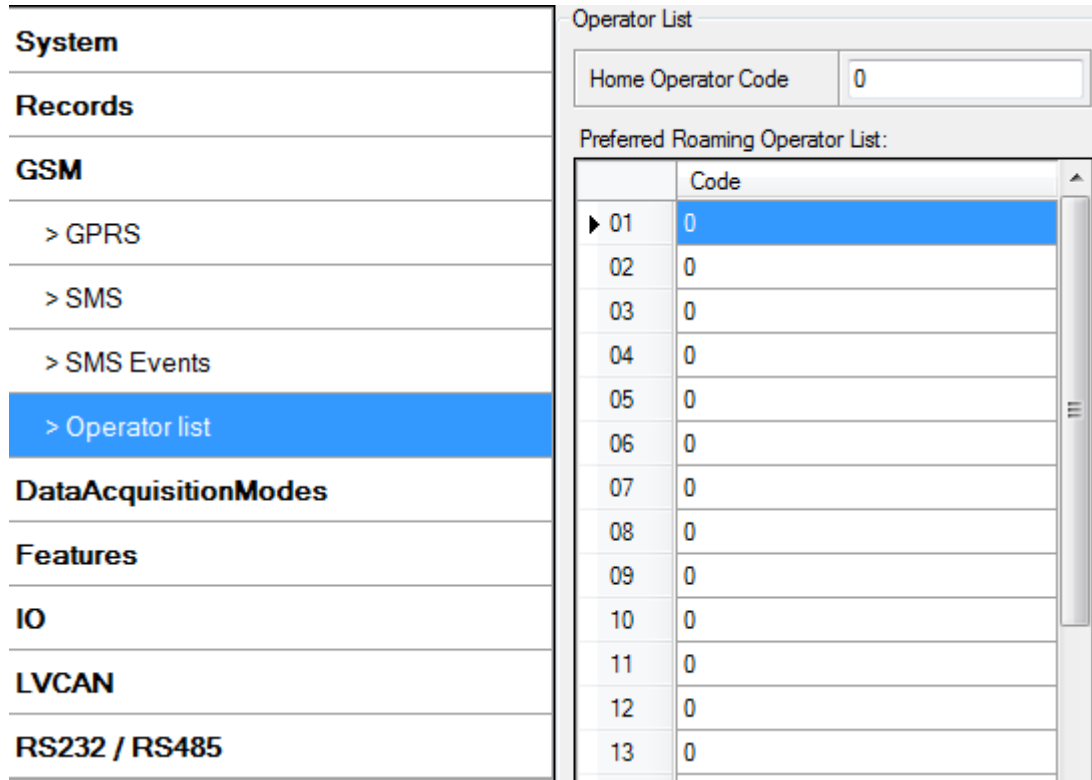 System
Records
GSM
> GPRS
> SMS
> SMS Events
> Operator list
DataAcquisitionModes
Features
IO
LVCAN
RS232 / RS485
Operator List
Home Operator Code 0
Preferred Roaming Operator List:
Code
01 0
02 0
03 0
04 0
05 0
06 0
07 0
08 0
09 0
10 0
11 0
12 0
13 0